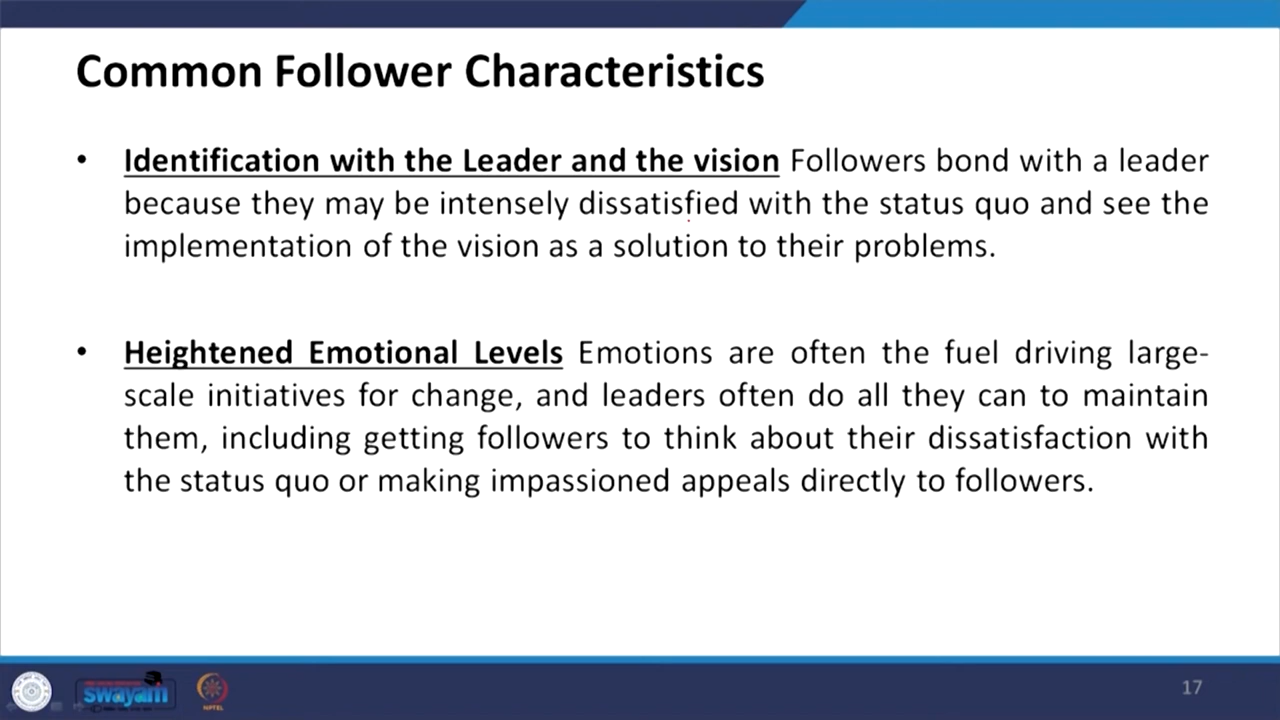 Common Follower Characteristics
• Identification with the Leader and the vision Followers bond with a leader
because they may be intensely dissatisfied with the status quo and see the
implementation of the vision as a solution to their problems.
• Heightened Emotional Levels Emotions are often the fuel driving large-
scale initiatives for change, and leaders often do all they can to maintain
them, including getting followers to think about their dissatisfaction with
the status quo or making impassioned appeals directly to followers.
swayam
NPTEL
17